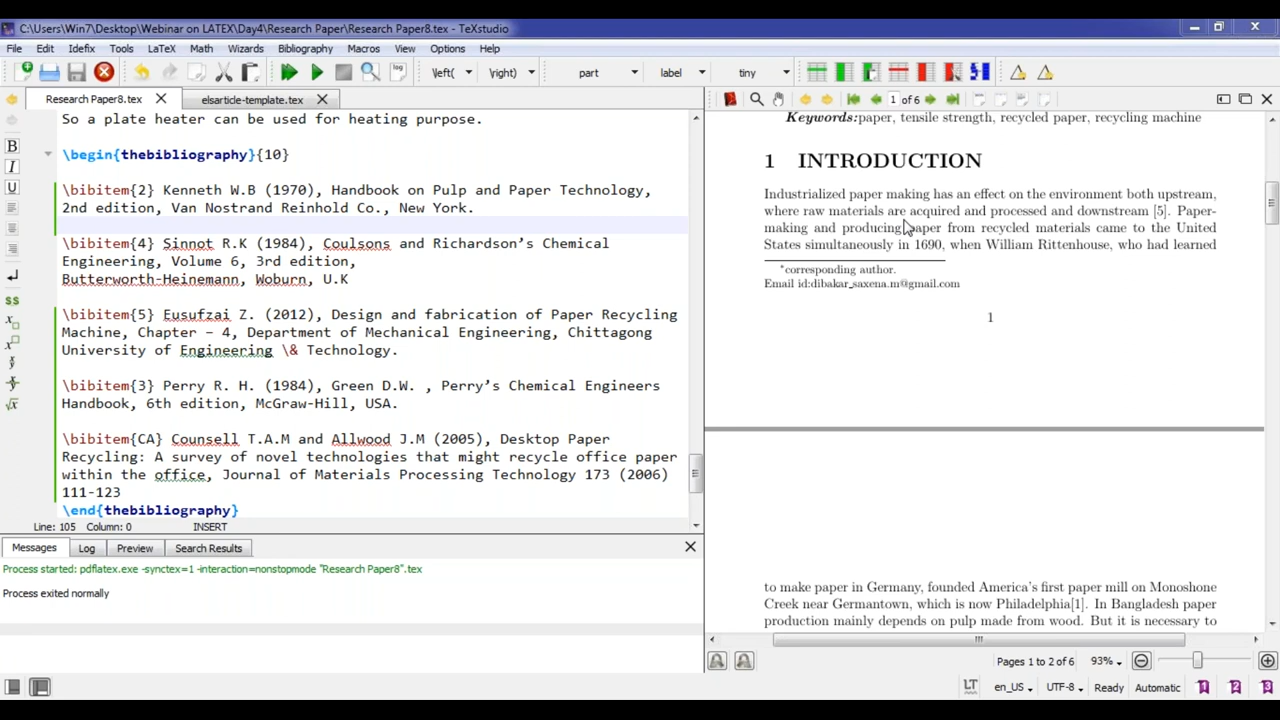 C:\Users\Win7\Desktop\Webinar on LATEX\Day4\Research Paper\Research Paper8.tex - TeXstudio
File Edit Idefix Tools LaTeX Math Wizards Bibliography Macros View Options Help
log \left( \right) part label tiny
Research Paper8.tex elsarticle-template.tex
1 of 6
So a plate heater can be used for heating purpose.
\begin{thebibliography}{10}
\bibitem{2} Kenneth W.B (1970), Handbook on Pulp and Paper Technology,
2nd edition, Van Nostrand Reinhold Co., New York.
\bibitem{4} Sinnot R.K (1984), Coulsons and Richardson’s Chemical
Engineering, Volume 6, 3rd edition,
Butterworth-Heinemann, Woburn, U.K
\bibitem{5} Eusufzai Z. (2012), Design and fabrication of Paper Recycling
Machine, Chapter – 4, Department of Mechanical Engineering, Chittagong
University of Engineering \& Technology.
\bibitem{3} Perry R. H. (1984), Green D.W. , Perry’s Chemical Engineers
Handbook, 6th edition, McGraw-Hill, USA.
\bibitem{CA} Counsell T.A.M and Allwood J.M (2005), Desktop Paper
Recycling: A survey of novel technologies that might recycle office paper
within the office, Journal of Materials Processing Technology 173 (2006)
111-123
\end{thebibliography}
Line: 105 Column: 0 INSERT
Messages Log Preview Search Results
Process started: pdflatex.exe -synctex=1 -interaction=nonstopmode "Research Paper8".tex
Process exited normally
Keywords:paper, tensile strength, recycled paper, recycling machine
1 INTRODUCTION
Industrialized paper making has an effect on the environment both upstream,
where raw materials are acquired and processed and downstream [5]. Paper-
making and producing paper from recycled materials came to the United
States simultaneously in 1690, when William Rittenhouse, who had learned
*corresponding author.
Email id:dibakar_saxena.m@gmail.com
1
to make paper in Germany, founded America’s first paper mill on Monoshone
Creek near Germantown, which is now Philadelphia[1]. In Bangladesh paper
production mainly depends on pulp made from wood. But it is necessary to
Pages 1 to 2 of 6 93%
LT en_US UTF-8 Ready Automatic 1 2 3